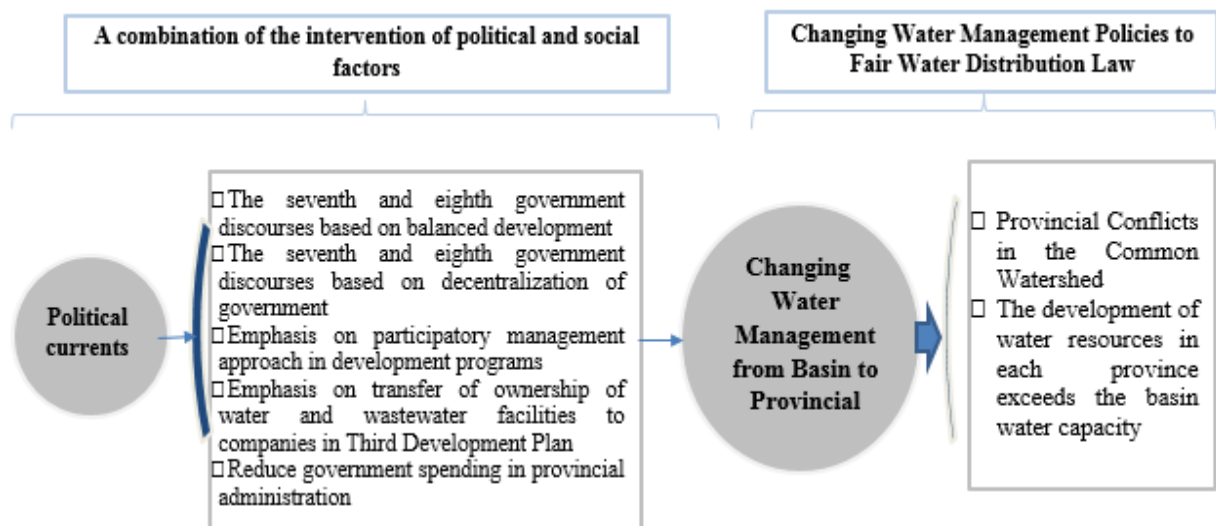 A combination of the intervention of political and social
factors
Changing Water Management Policies to
Fair Water Distribution Law
Political
currents
□The seventh and eighth government
discourses based on balanced development
□The seventh and eighth government
discourses based on decentralization of
government
□Emphasis on participatory management
approach in development programs
□Emphasis on transfer of ownership of
water and wastewater facilities to
companies in Third Development Plan
□Reduce government spending in provincial
administration
Changing
Water
Management
from Basin to
Provincial
□ Provincial Conflicts
in the Common
Watershed
□ The development of
water resources in
each province
exceeds the basin
water capacity